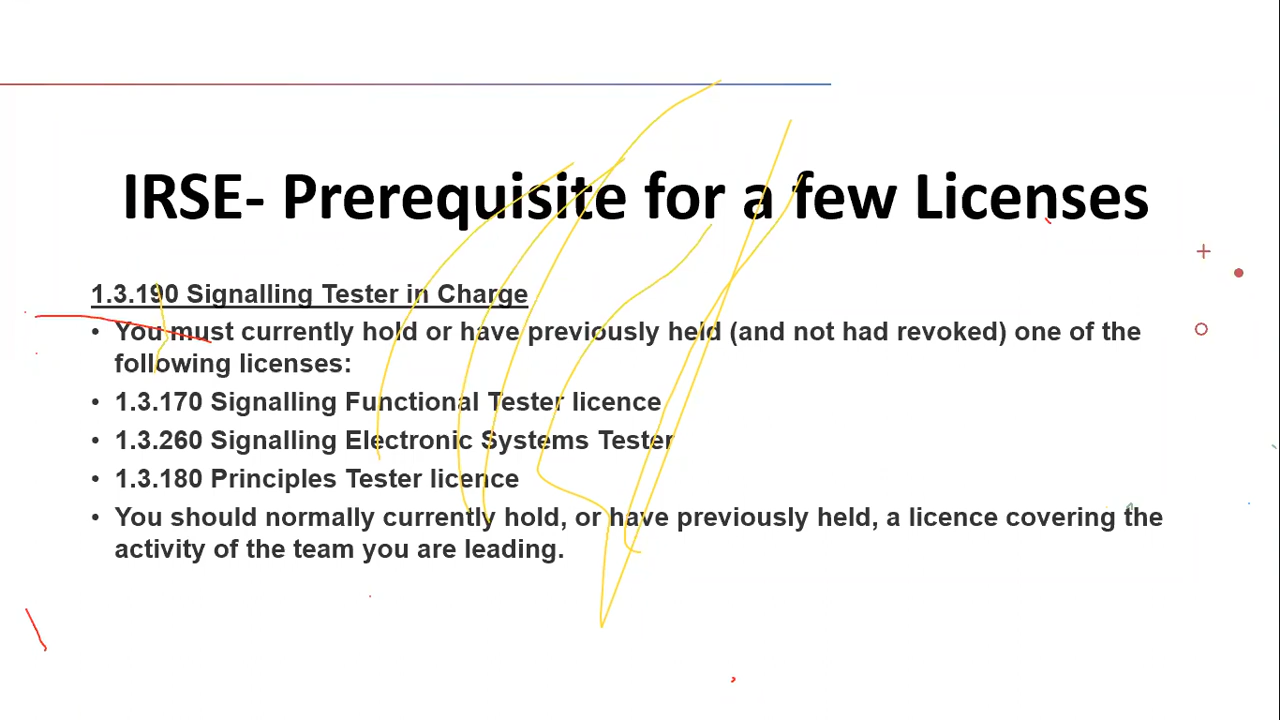 IRSE- Prerequisite for a few Licenses
1.3.190 Signalling Tester in Charge
• You must currently hold or have previously held (and not had revoked) one of the
following licenses:
• 1.3.170 Signalling Functional Tester licence
• 1.3.260 Signalling Electronic Systems Tester
• 1.3.180 Principles Tester licence
• You should normally currently hold, or have previously held, a licence covering the
activity of the team you are leading.